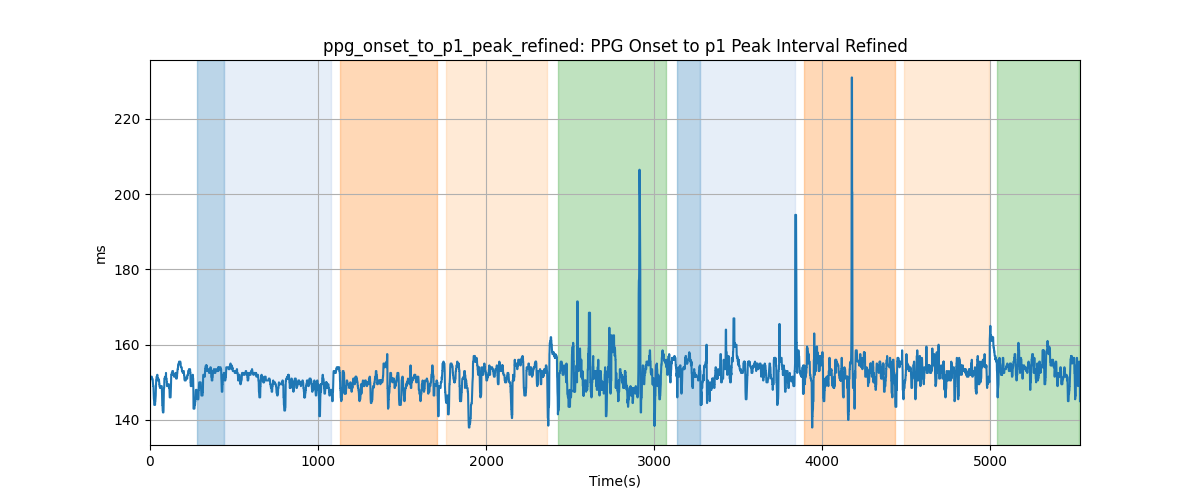 ppg_onset_to_p1_peak_refined: PPG Onset to p1 Peak Interval Refined
ms
220
200
180
160
140
0 1000 2000 3000 4000 5000
Time(s)